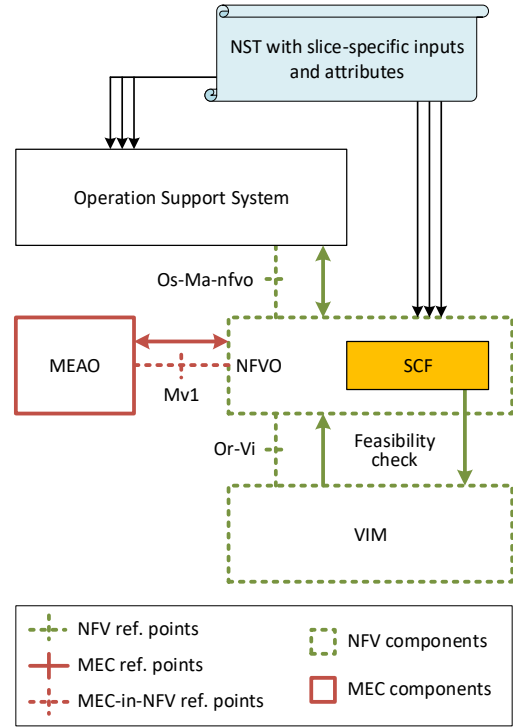 NST with slice-specific inputs
and attributes
Operation Support System
Os-Ma-nfvo
MEAO
NFVO
SCF
Mv1
Or-Vi
Feasibility
check
VIM
NFV ref. points
MEC ref. points
MEC-in-NFV ref. points
NFV components
MEC components